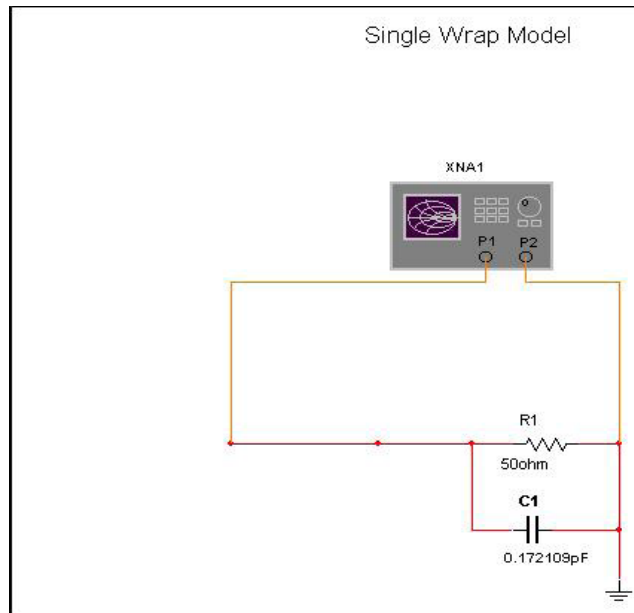 Single Wrap Model
XNA1
P1 P2
R1
50ohm
C1
0.172109pF